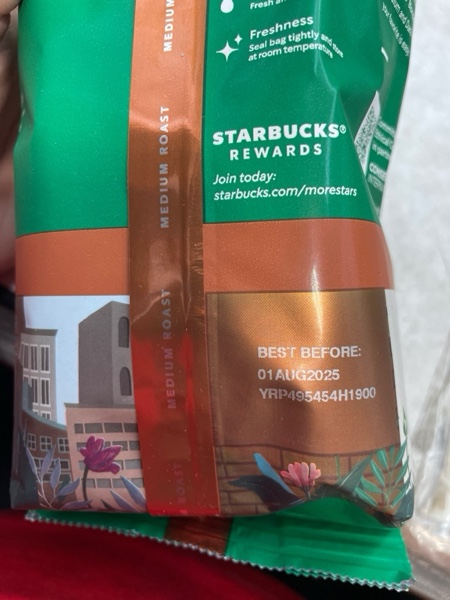 Fresh
Freshness
Seal bag tightly and store
at room temperature
STARBUCKS®
REWARDS
Join today:
starbucks.com/morestars
MEDIUM
MEDIUM ROAST
MEDIUM ROAST
ROAST
BEST BEFORE:
01AUG2025
YRP495454H1900